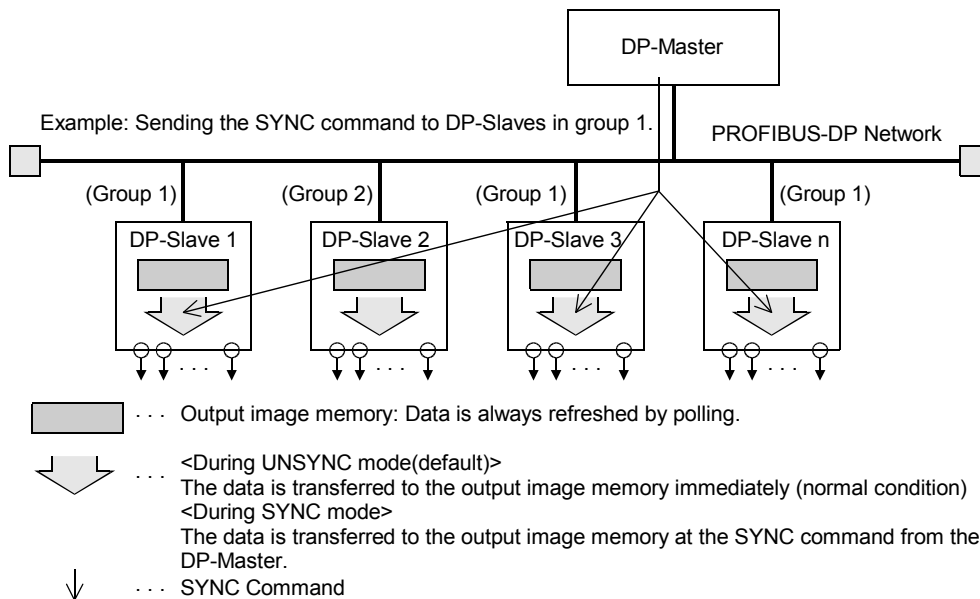 DP-Master
Example: Sending the SYNC command to DP-Slaves in group 1.
PROFIBUS-DP Network
(Group 1) (Group 2) (Group 1) (Group 1)
DP-Slave 1 DP-Slave 2 DP-Slave 3 DP-Slave n
· · · · · · · · · · · ·
· · · Output image memory: Data is always refreshed by polling.
<During UNSYNC mode(default)>
· · · The data is transferred to the output image memory immediately (normal condition)
<During SYNC mode>
The data is transferred to the output image memory at the SYNC command from the
DP-Master.
· · · SYNC Command